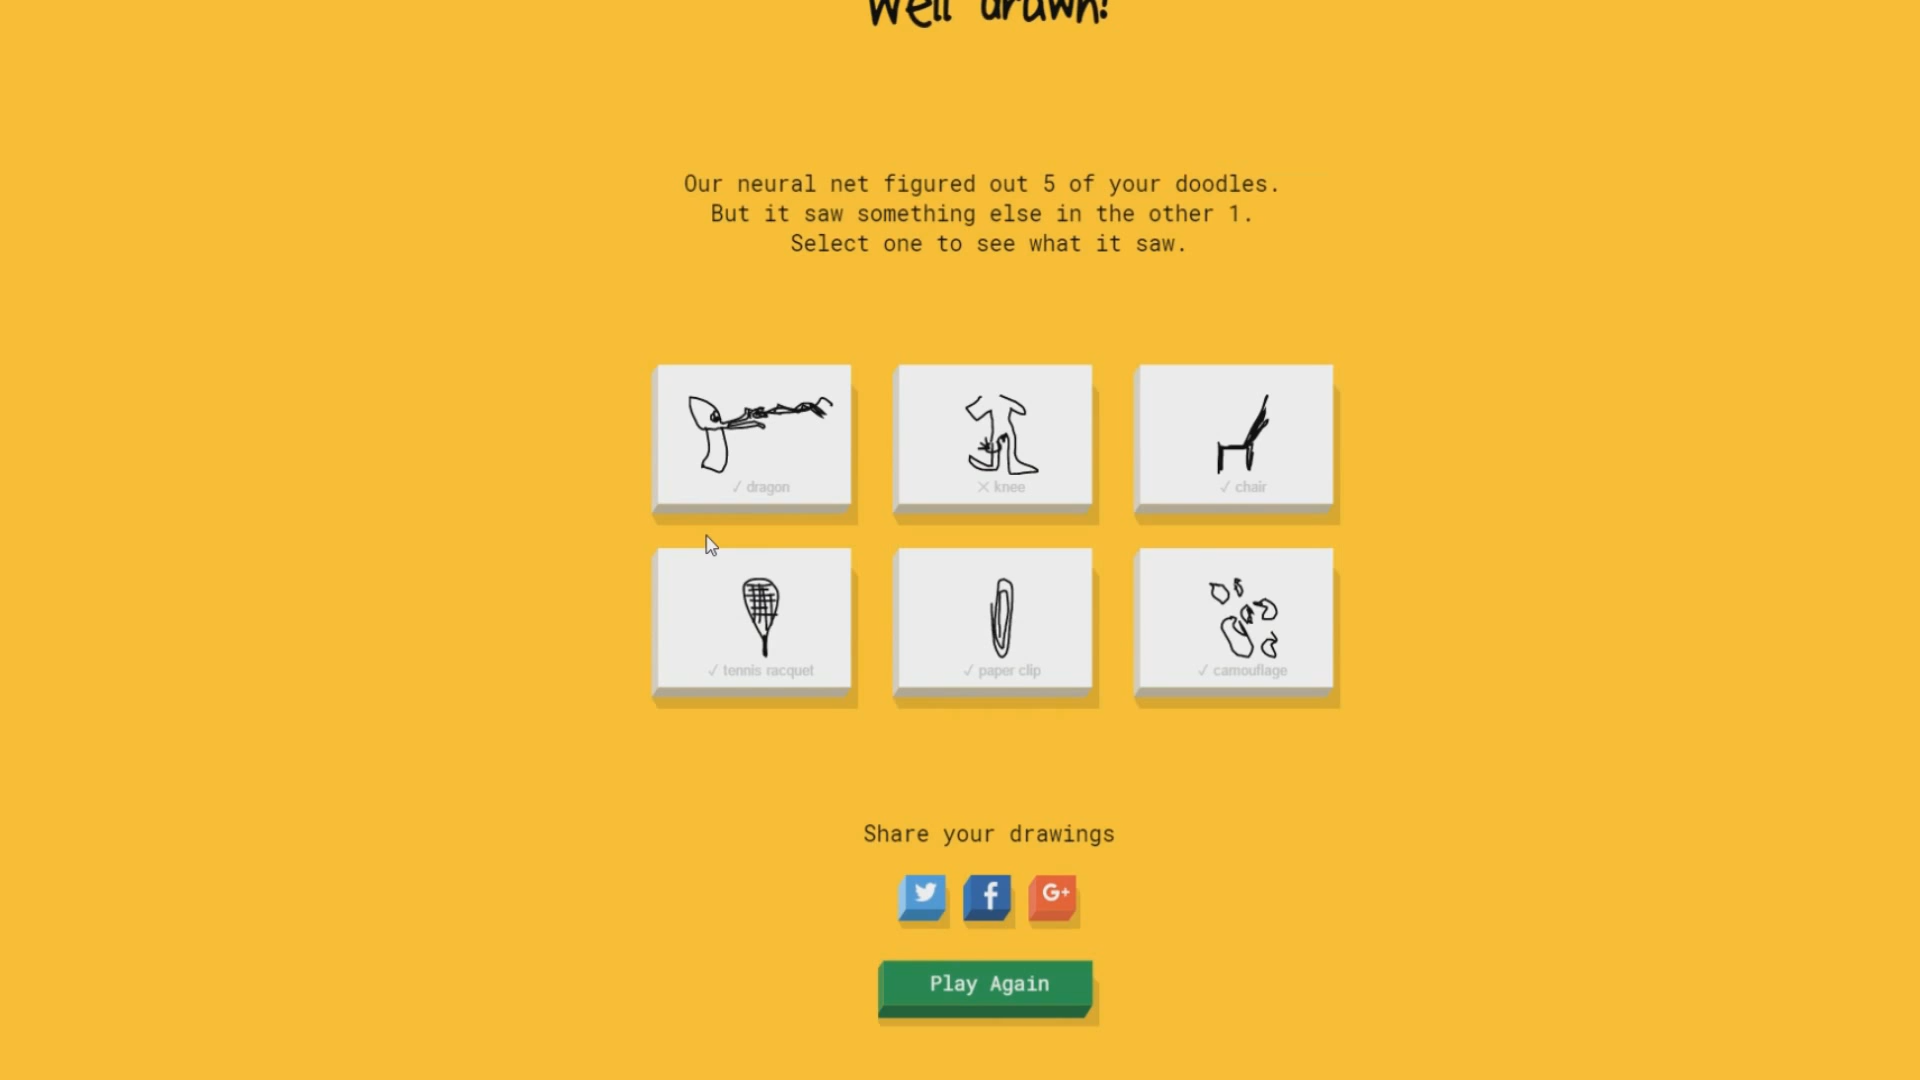 Well drawn!
Our neural net figured out 5 of your doodles.
But it saw something else in the other 1.
Select one to see what it saw.
✓ dragon
✕ knee
✓ chair
✓ tennis racquet
✓ paper clip
✓ camouflage
Share your drawings
f
G+
Play Again